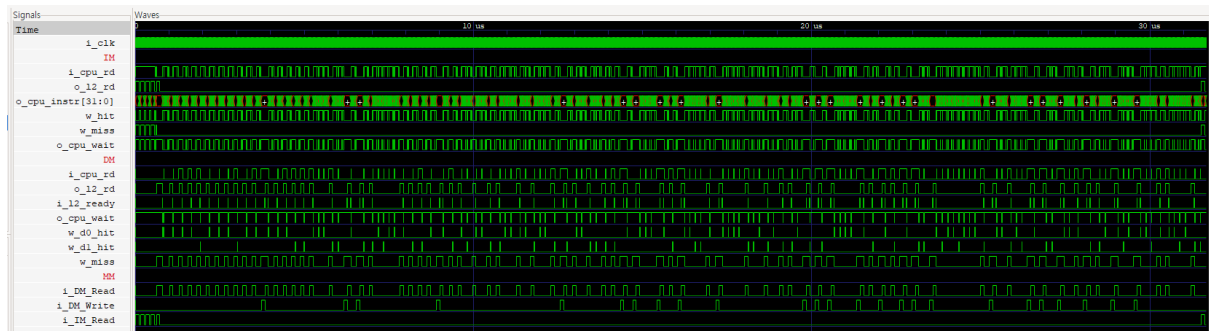 Signals
Waves
Time
0
10 us
20 us
30 us
i_clk
IM
i_cpu_rd
o_l2_rd
o_cpu_instr[31:0]
w_hit
w_miss
o_cpu_wait
DM
i_cpu_rd
o_l2_rd
i_l2_ready
o_cpu_wait
w_d0_hit
w_d1_hit
w_miss
MM
i_DM_Read
i_DM_Write
i_IM_Read